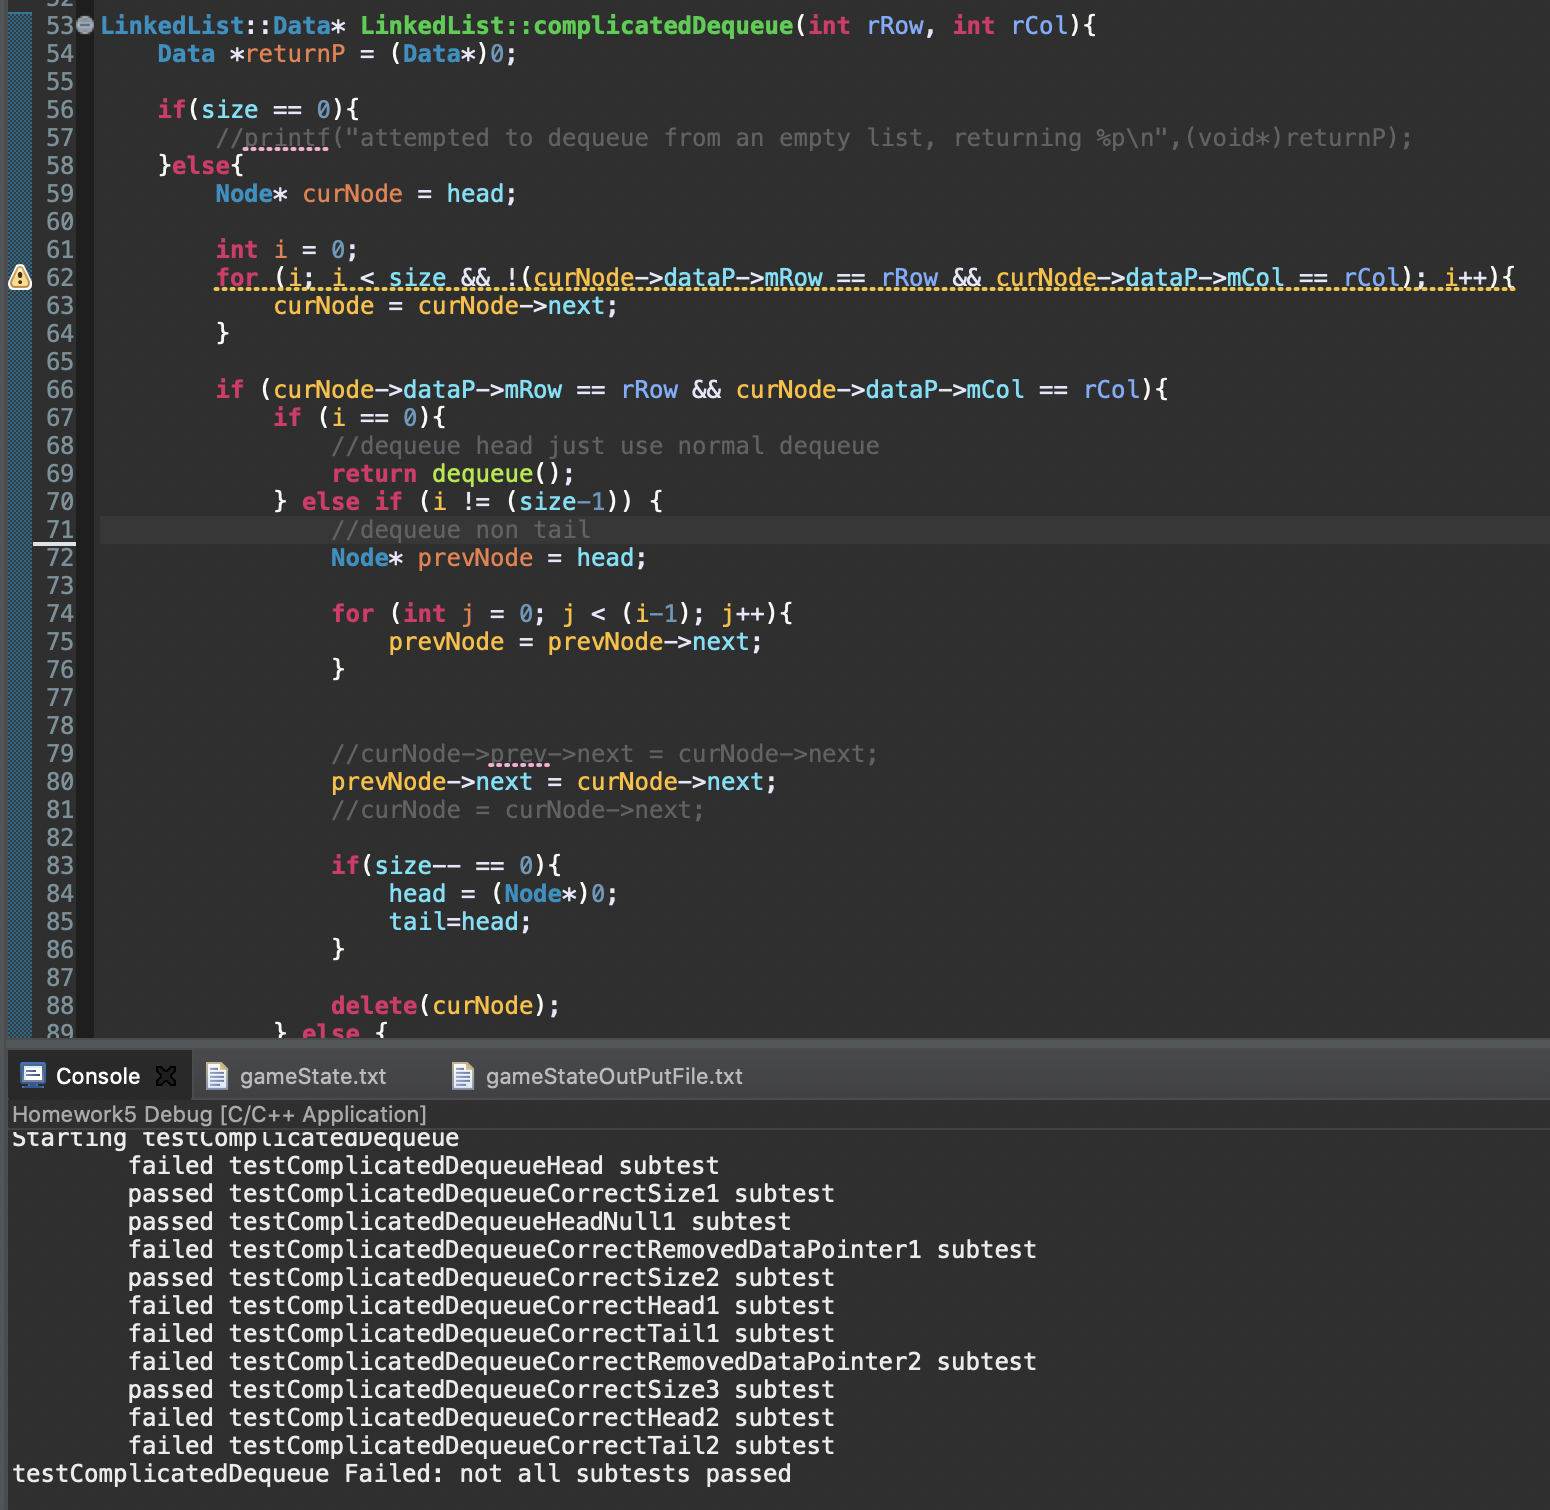 52
53 LinkedList::Data* LinkedList::complicatedDequeue(int rRow, int rCol){
54     Data *returnP = (Data*)0;
55
56     if(size == 0){
57         //printf("attempted to dequeue from an empty list, returning %p\n",(void*)returnP);
58     }else{
59         Node* curNode = head;
60
61         int i = 0;
62         for (i; i < size && !(curNode->dataP->mRow == rRow && curNode->dataP->mCol == rCol); i++){
63             curNode = curNode->next;
64         }
65
66         if (curNode->dataP->mRow == rRow && curNode->dataP->mCol == rCol){
67             if (i == 0){
68                 //dequeue head just use normal dequeue
69                 return dequeue();
70             } else if (i != (size-1)) {
71                 //dequeue non tail
72                 Node* prevNode = head;
73
74                 for (int j = 0; j < (i-1); j++){
75                     prevNode = prevNode->next;
76                 }
77
78
79                 //curNode->prev->next = curNode->next;
80                 prevNode->next = curNode->next;
81                 //curNode = curNode->next;
82
83                 if(size-- == 0){
84                     head = (Node*)0;
85                     tail=head;
86                 }
87
88                 delete(curNode);
89             } else {
Console gameState.txt gameStateOutPutFile.txt
Homework5 Debug [C/C++ Application]
Starting testComplicatedDequeue
        failed testComplicatedDequeueHead subtest
        passed testComplicatedDequeueCorrectSize1 subtest
        passed testComplicatedDequeueHeadNull1 subtest
        failed testComplicatedDequeueCorrectRemovedDataPointer1 subtest
        passed testComplicatedDequeueCorrectSize2 subtest
        failed testComplicatedDequeueCorrectHead1 subtest
        failed testComplicatedDequeueCorrectTail1 subtest
        failed testComplicatedDequeueCorrectRemovedDataPointer2 subtest
        passed testComplicatedDequeueCorrectSize3 subtest
        failed testComplicatedDequeueCorrectHead2 subtest
        failed testComplicatedDequeueCorrectTail2 subtest
testComplicatedDequeue Failed: not all subtests passed